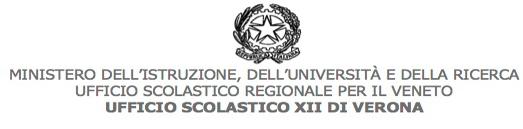 MINISTERO DELL'ISTRUZIONE, DELL'UNIVERSITÀ E DELLA RICERCA
UFFICIO SCOLASTICO REGIONALE PER IL VENETO
UFFICIO SCOLASTICO XII DI VERONA